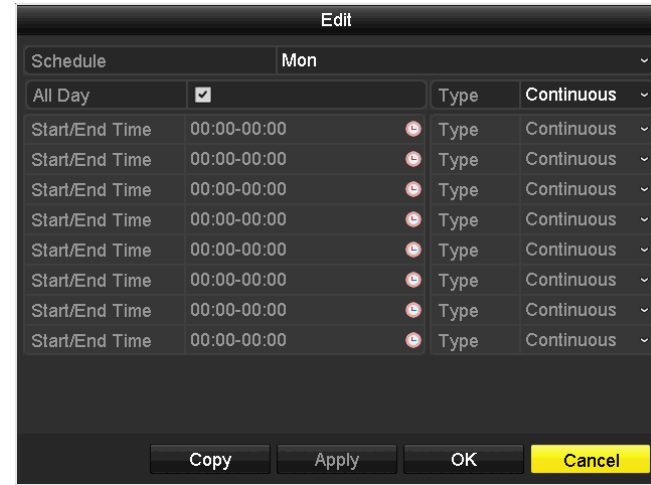 Edit
Schedule Mon
All Day Type Continuous
Start/End Time 00:00-00:00 Type Continuous
Start/End Time 00:00-00:00 Type Continuous
Start/End Time 00:00-00:00 Type Continuous
Start/End Time 00:00-00:00 Type Continuous
Start/End Time 00:00-00:00 Type Continuous
Start/End Time 00:00-00:00 Type Continuous
Start/End Time 00:00-00:00 Type Continuous
Start/End Time 00:00-00:00 Type Continuous
Copy Apply OK Cancel